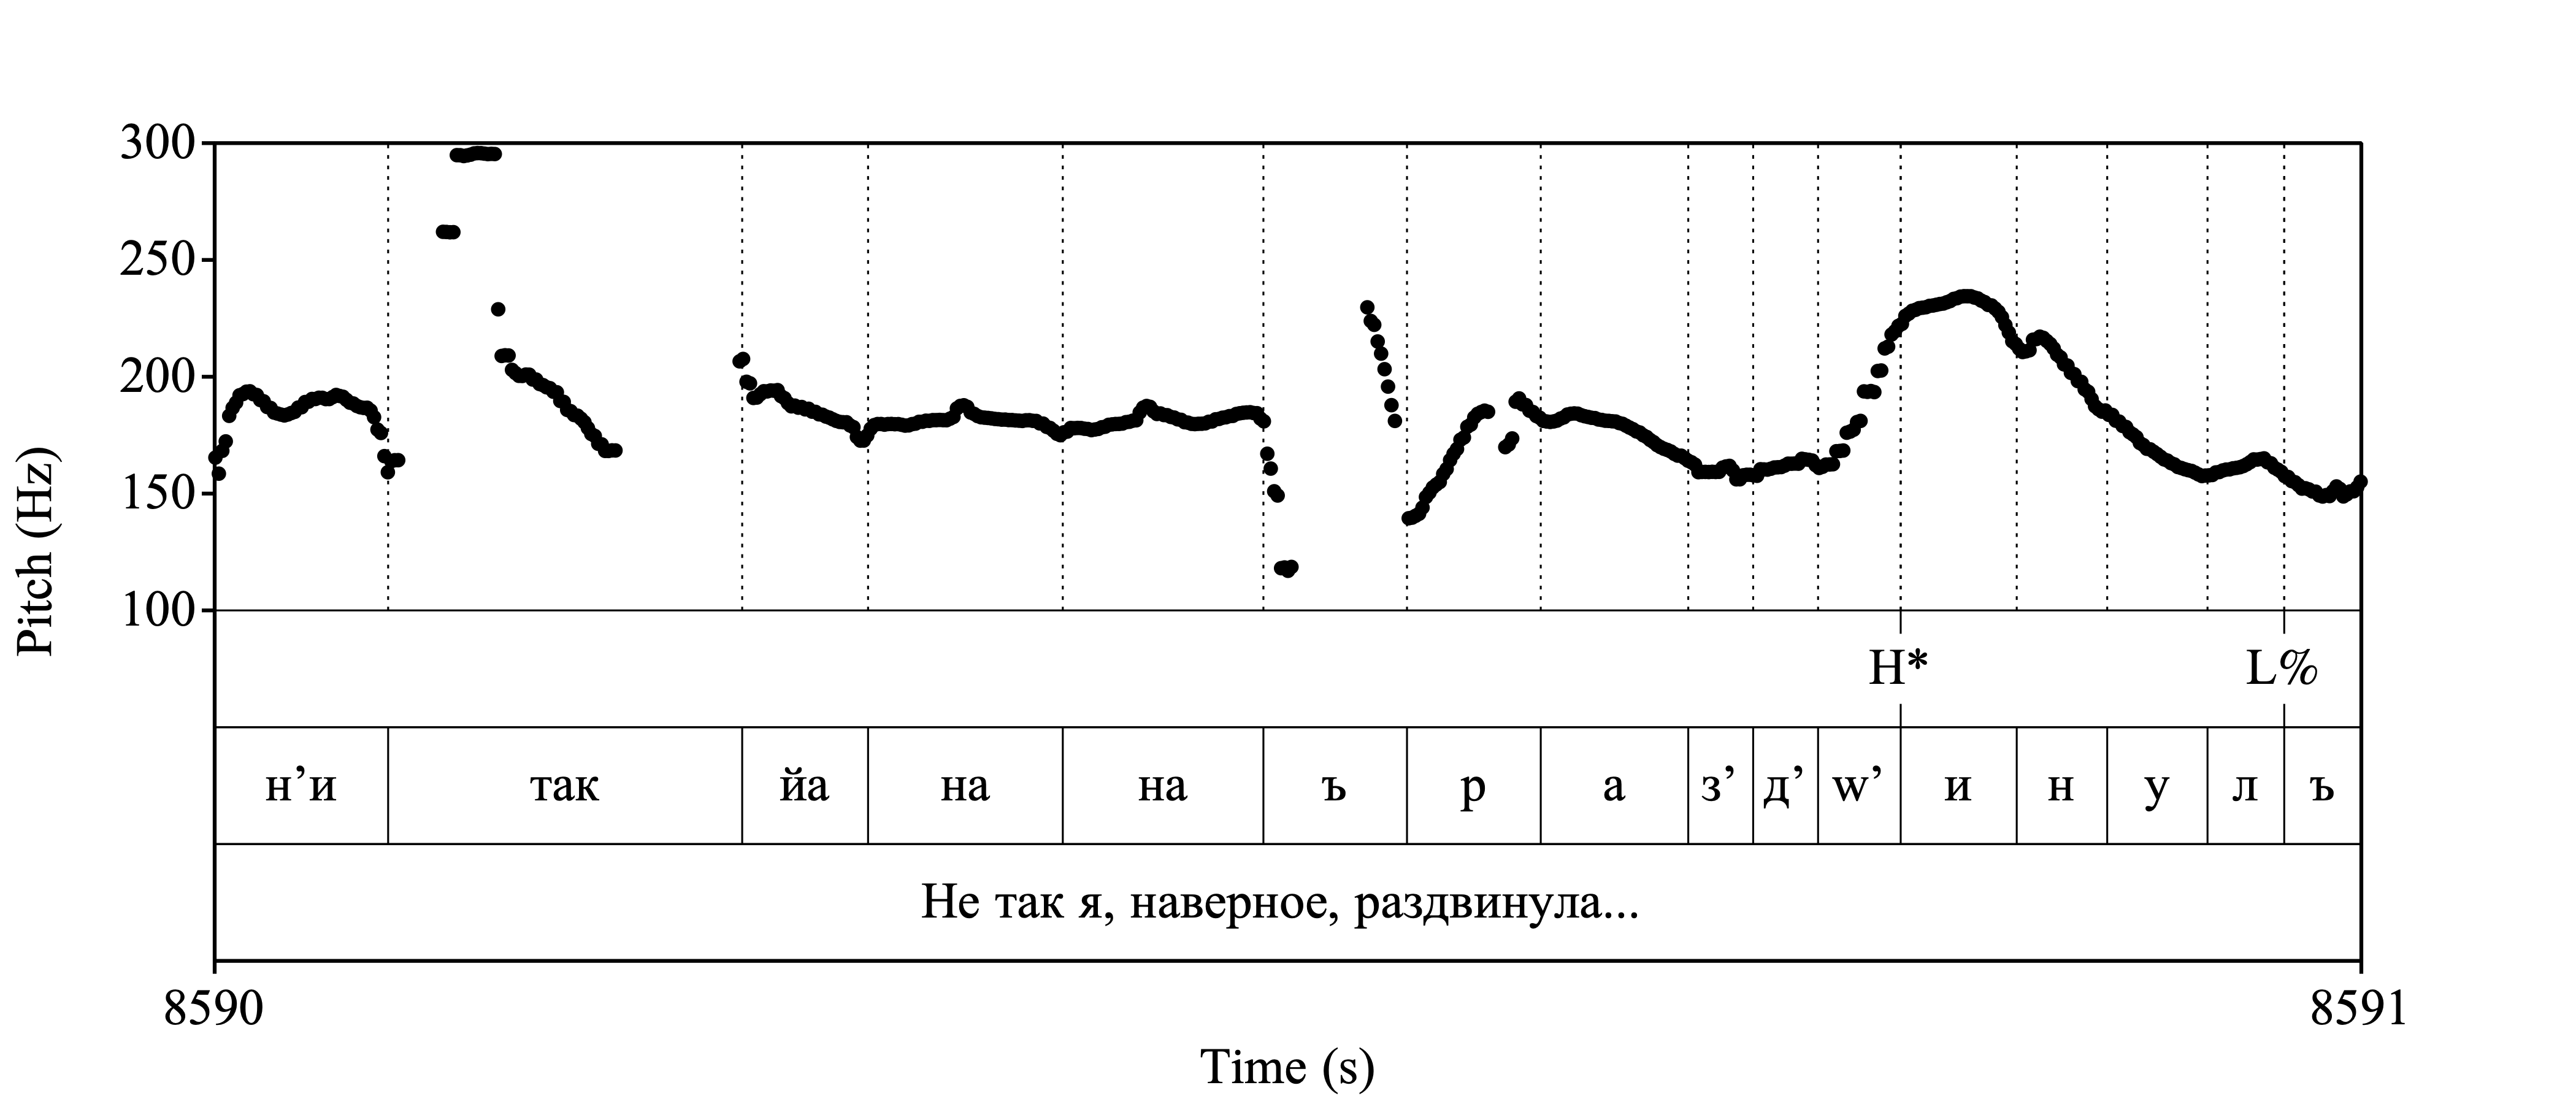 300
250
200
150
100
Pitch (Hz)
H* L%
н’и так йа на на ъ р а з’ д’ w’ и н у л ъ
Не так я, наверное, раздвинула...
8590 8591
Time (s)